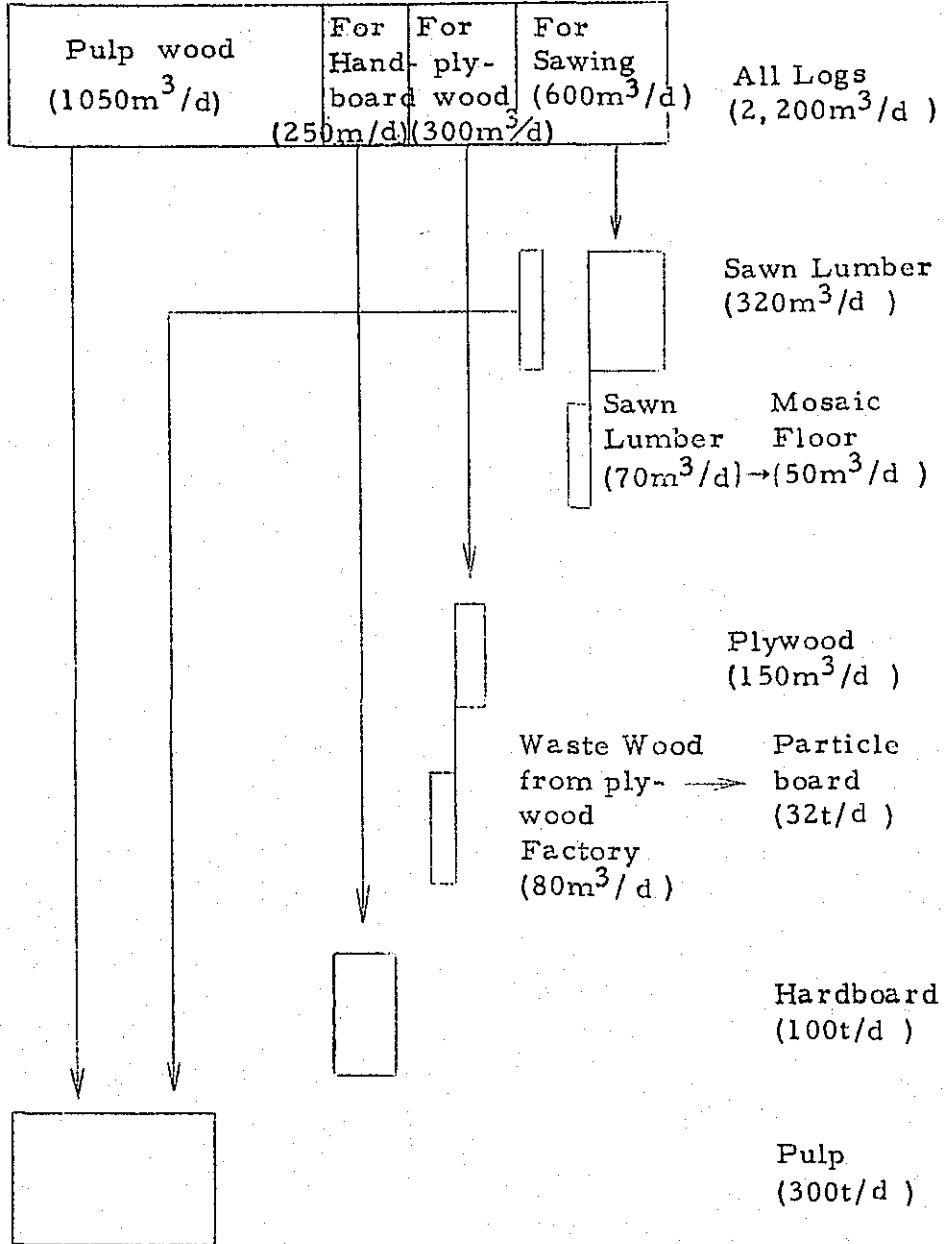 Pulp wood
(1050m³/d)
For
Hand-
board
(250m/d)
For
ply-
wood
(300m³/d)
For
Sawing
(600m³/d)
All Logs
(2,200m³/d )
Sawn Lumber
(320m³/d )
Sawn
Lumber
(70m³/d)→
Mosaic
Floor
(50m³/d )
Plywood
(150m³/d )
Waste Wood
from ply-
wood
Factory
(80m³/ d )
Particle
board
(32t/d )
Hardboard
(100t/d )
Pulp
(300t/d )